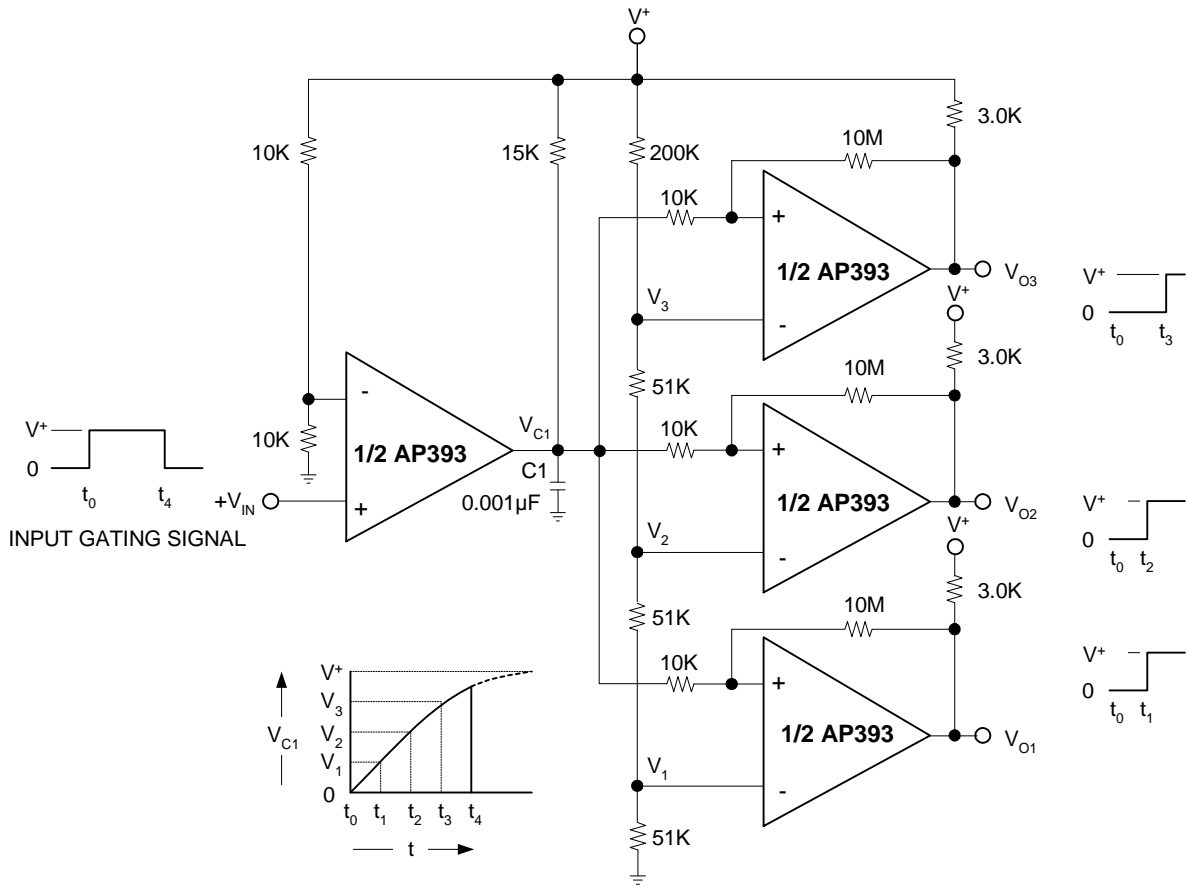 V+
3.0K
10M
10K
15K
200K
10K
+
1/2 AP393
-
VO3
V+
0
t0 t3
V3
V+
3.0K
51K
10M
10K
+
1/2 AP393
-
VO2
V+
0
t0 t2
-
10K
1/2 AP393
+
VC1
C1
0.001µF
V+
0
t0 t4
+VIN
INPUT GATING SIGNAL
V2
V+
3.0K
51K
10M
10K
+
1/2 AP393
-
VO1
V+
0
t0 t1
V1
51K
V+
V3
V2
V1
0
VC1
t0 t1 t2 t3 t4
t